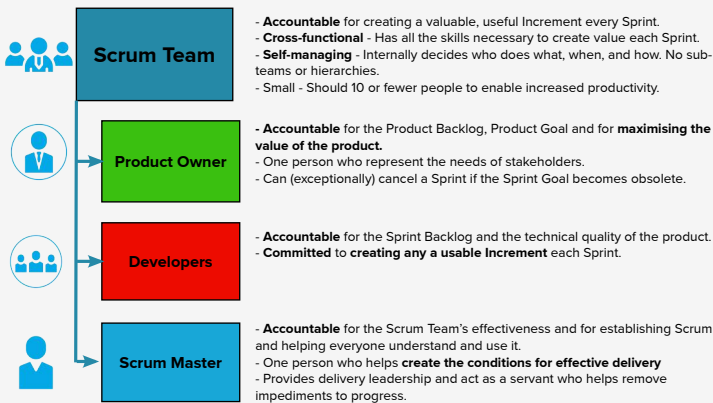 Scrum Team
- Accountable for creating a valuable, useful Increment every Sprint.
- Cross-functional - Has all the skills necessary to create value each Sprint.
- Self-managing - Internally decides who does what, when, and how. No sub-
teams or hierarchies.
- Small - Should 10 or fewer people to enable increased productivity.
Product Owner
- Accountable for the Product Backlog, Product Goal and for maximising the
value of the product.
- One person who represent the needs of stakeholders.
- Can (exceptionally) cancel a Sprint if the Sprint Goal becomes obsolete.
Developers
- Accountable for the Sprint Backlog and the technical quality of the product.
- Committed to creating any a usable Increment each Sprint.
Scrum Master
- Accountable for the Scrum Team's effectiveness and for establishing Scrum
and helping everyone understand and use it.
- One person who helps create the conditions for effective delivery
- Provides delivery leadership and act as a servant who helps remove
impediments to progress.